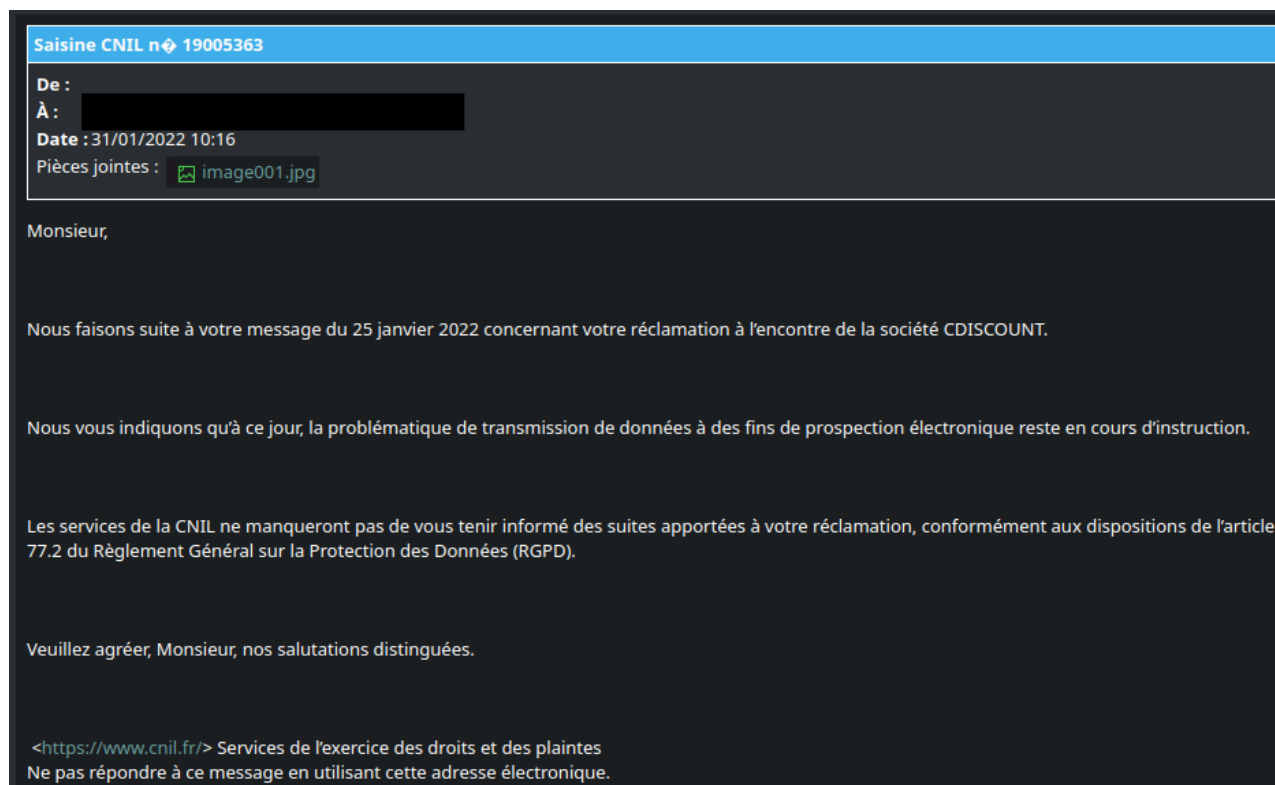 Saisine CNIL n� 19005363
De :
À :
Date : 31/01/2022 10:16
Pièces jointes : image001.jpg
Monsieur,
Nous faisons suite à votre message du 25 janvier 2022 concernant votre réclamation à l’encontre de la société CDISCOUNT.
Nous vous indiquons qu’à ce jour, la problématique de transmission de données à des fins de prospection électronique reste en cours d’instruction.
Les services de la CNIL ne manqueront pas de vous tenir informé des suites apportées à votre réclamation, conformément aux dispositions de l’article
77.2 du Règlement Général sur la Protection des Données (RGPD).
Veuillez agréer, Monsieur, nos salutations distinguées.
<https://www.cnil.fr/> Services de l’exercice des droits et des plaintes
Ne pas répondre à ce message en utilisant cette adresse électronique.